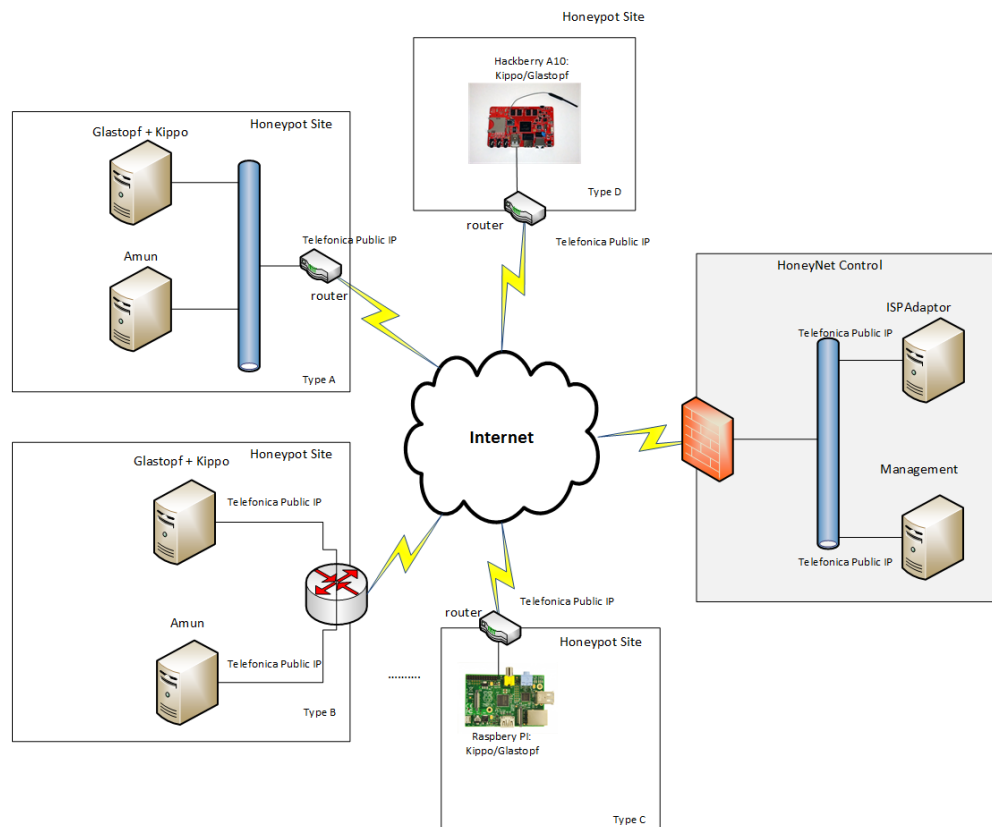 Honeypot Site
Hackberry A10:
Kippo/Glastopf
Type D
router
Telefonica Public IP
Honeypot Site
Glastopf + Kippo
Amun
Telefonica Public IP
router
Type A
HoneyNet Control
ISPAdaptor
Telefonica Public IP
Management
Telefonica Public IP
Internet
Honeypot Site
Glastopf + Kippo
Telefonica Public IP
Amun
Telefonica Public IP
Type B
..........
router
Telefonica Public IP
Honeypot Site
Raspbery PI:
Kippo/Glastopf
Type C